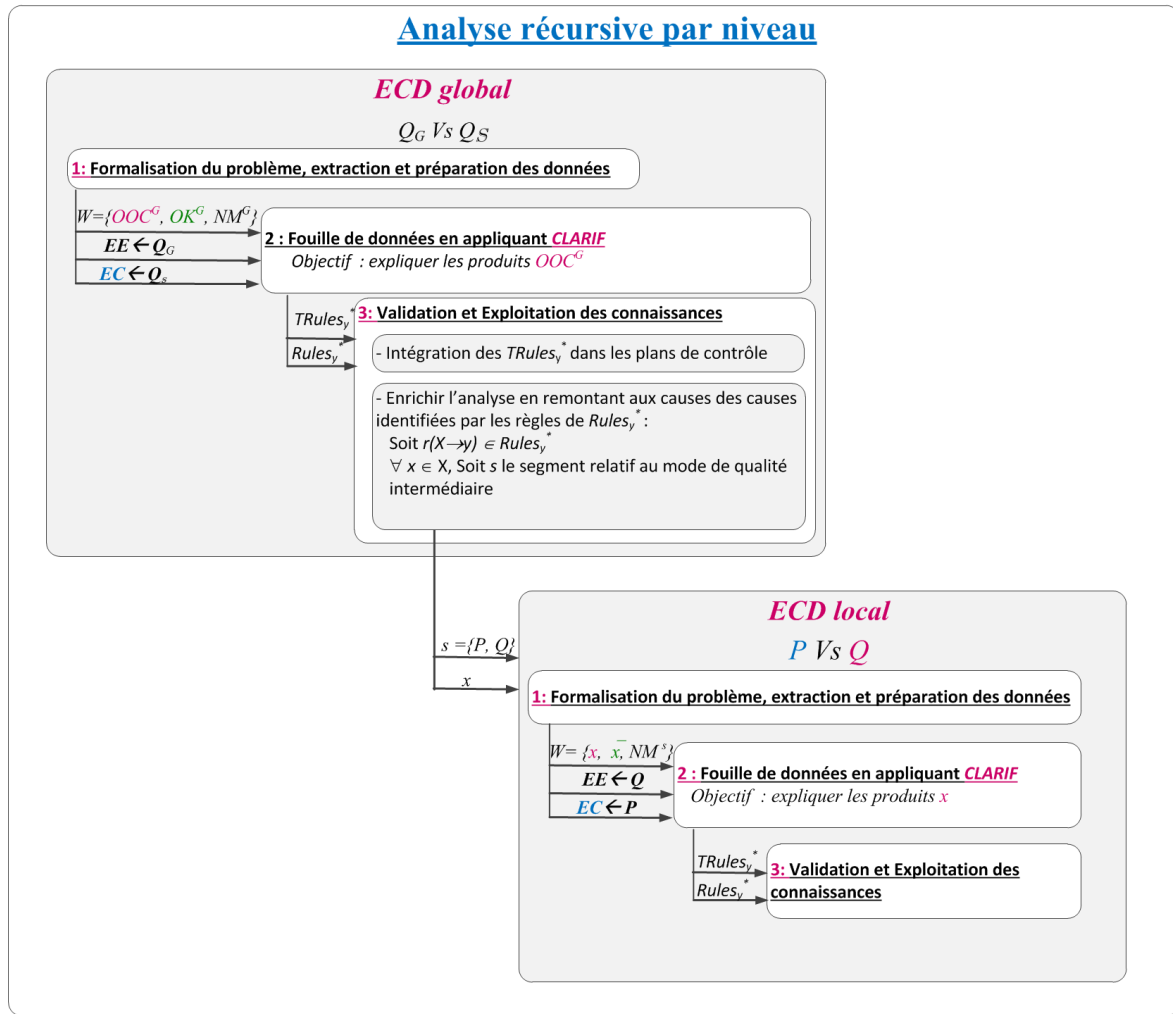 Analyse récursive par niveau
ECD global
Q_G Vs Q_S
1: Formalisation du problème, extraction et préparation des données
W={OOC^G, OK^G, NM^G}
EE ← Q_G
EC ← Q_s
2 : Fouille de données en appliquant CLARIF
Objectif : expliquer les produits OOC^G
TRules_y^*
Rules_y^*
3: Validation et Exploitation des connaissances
- Intégration des TRules_y^* dans les plans de contrôle
- Enrichir l’analyse en remontant aux causes des causes
identifiées par les règles de Rules_y^* :
Soit r(X→y) ∈ Rules_y^*
∀ x ∈ X, Soit s le segment relatif au mode de qualité
intermédiaire
s ={P, Q}
x
ECD local
P Vs Q
1: Formalisation du problème, extraction et préparation des données
W= {x, x̄, NM^s}
EE ← Q
EC ← P
2 : Fouille de données en appliquant CLARIF
Objectif : expliquer les produits x
TRules_y^*
Rules_y^*
3: Validation et Exploitation des
connaissances